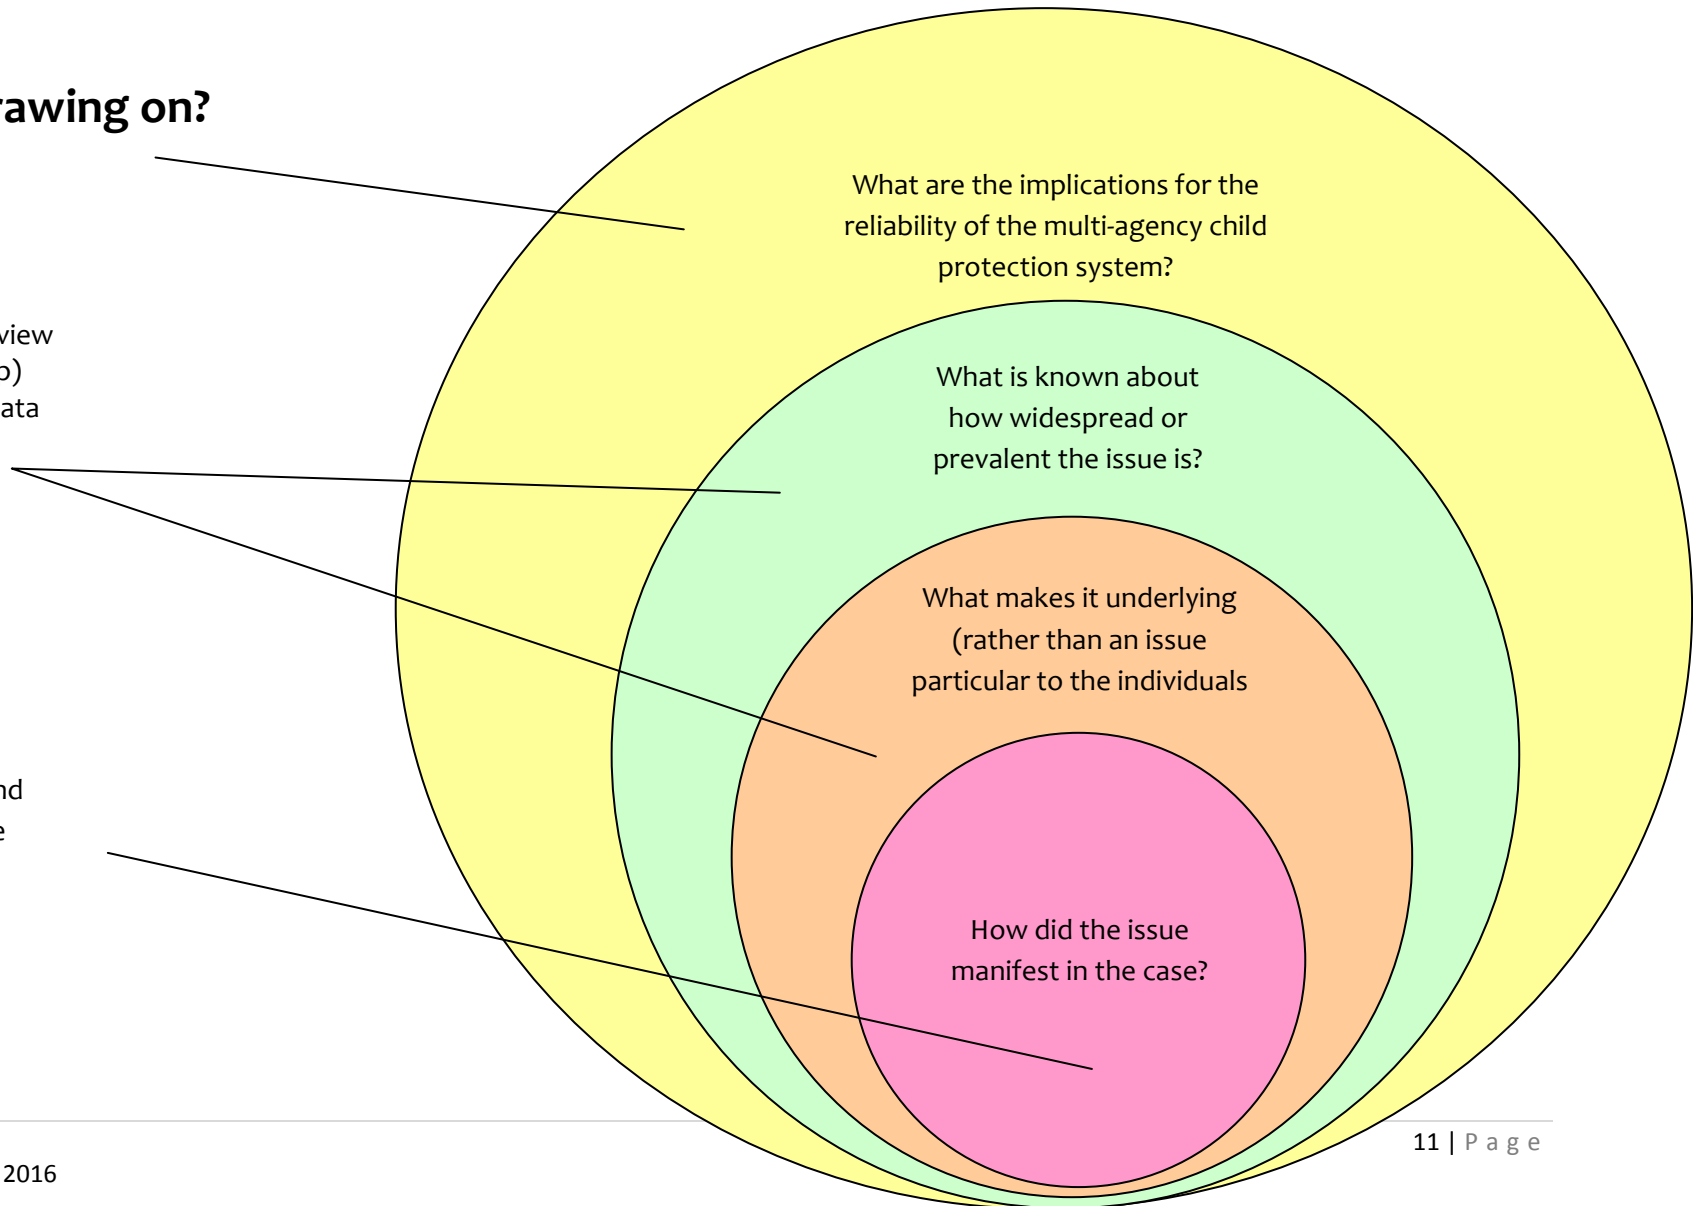 rawing on?
What are the implications for the
reliability of the multi-agency child
protection system?
view
p)
ata
What is known about
how widespread or
prevalent the issue is?
What makes it underlying
(rather than an issue
particular to the individuals
nd
e
How did the issue
manifest in the case?
11 | Page
2016